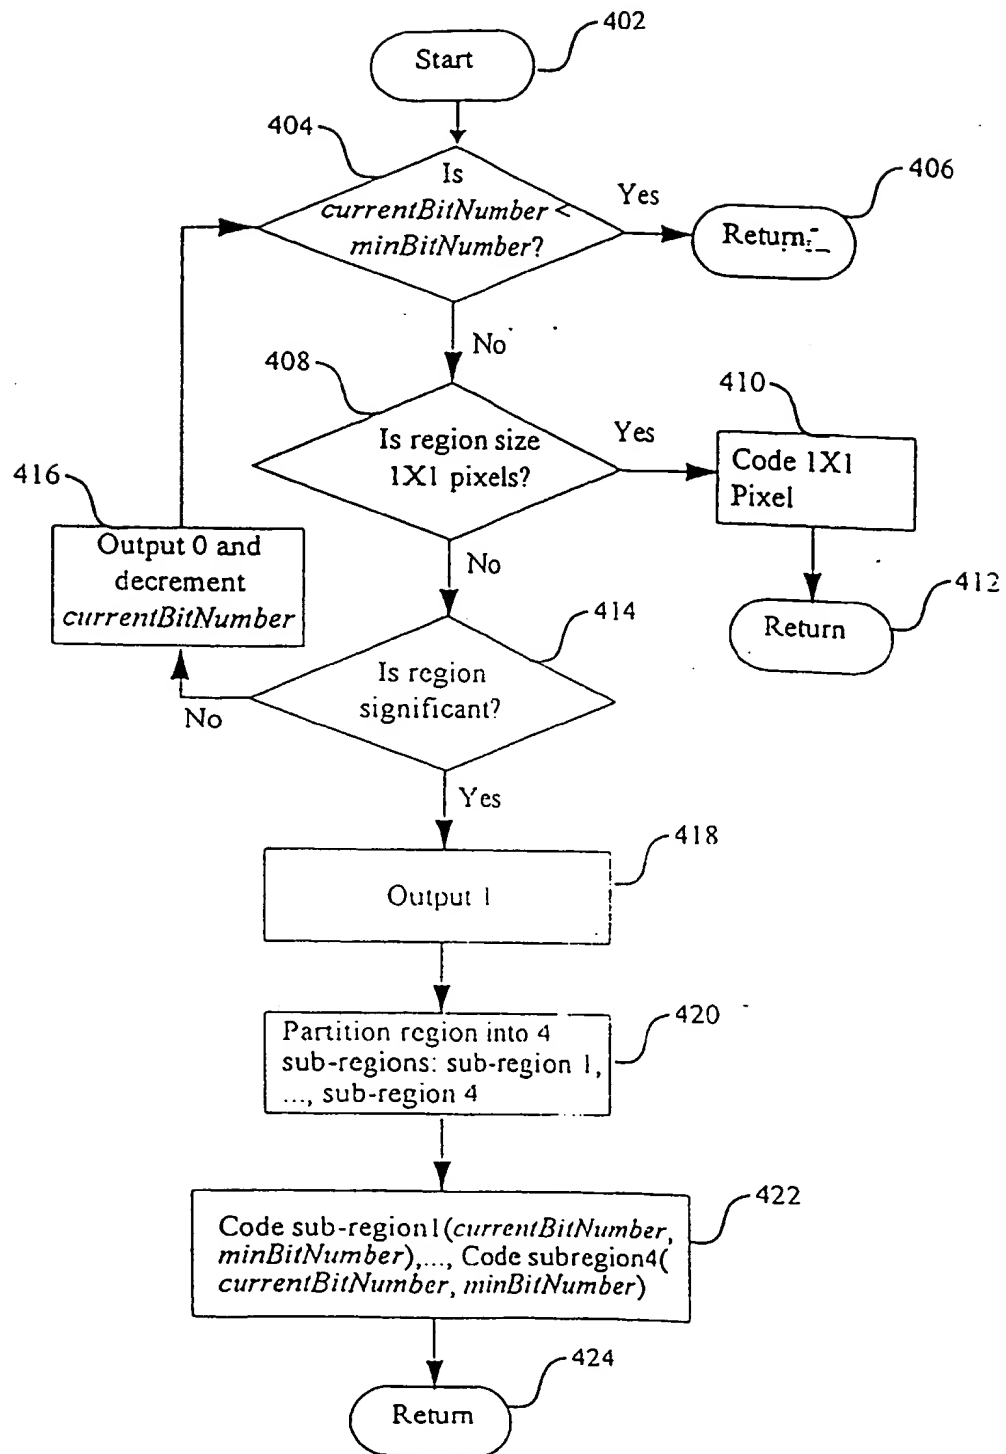 402
Start
404
Is
currentBitNumber <
minBitNumber?
Yes
406
Return
No
408
Is region size
1X1 pixels?
Yes
410
Code 1X1
Pixel
412
Return
416
Output 0 and
decrement
currentBitNumber
No
414
Is region
significant?
No
Yes
418
Output 1
420
Partition region into 4
sub-regions: sub-region 1,
..., sub-region 4
422
Code sub-region1(currentBitNumber,
minBitNumber),..., Code subregion4(
currentBitNumber, minBitNumber)
424
Return